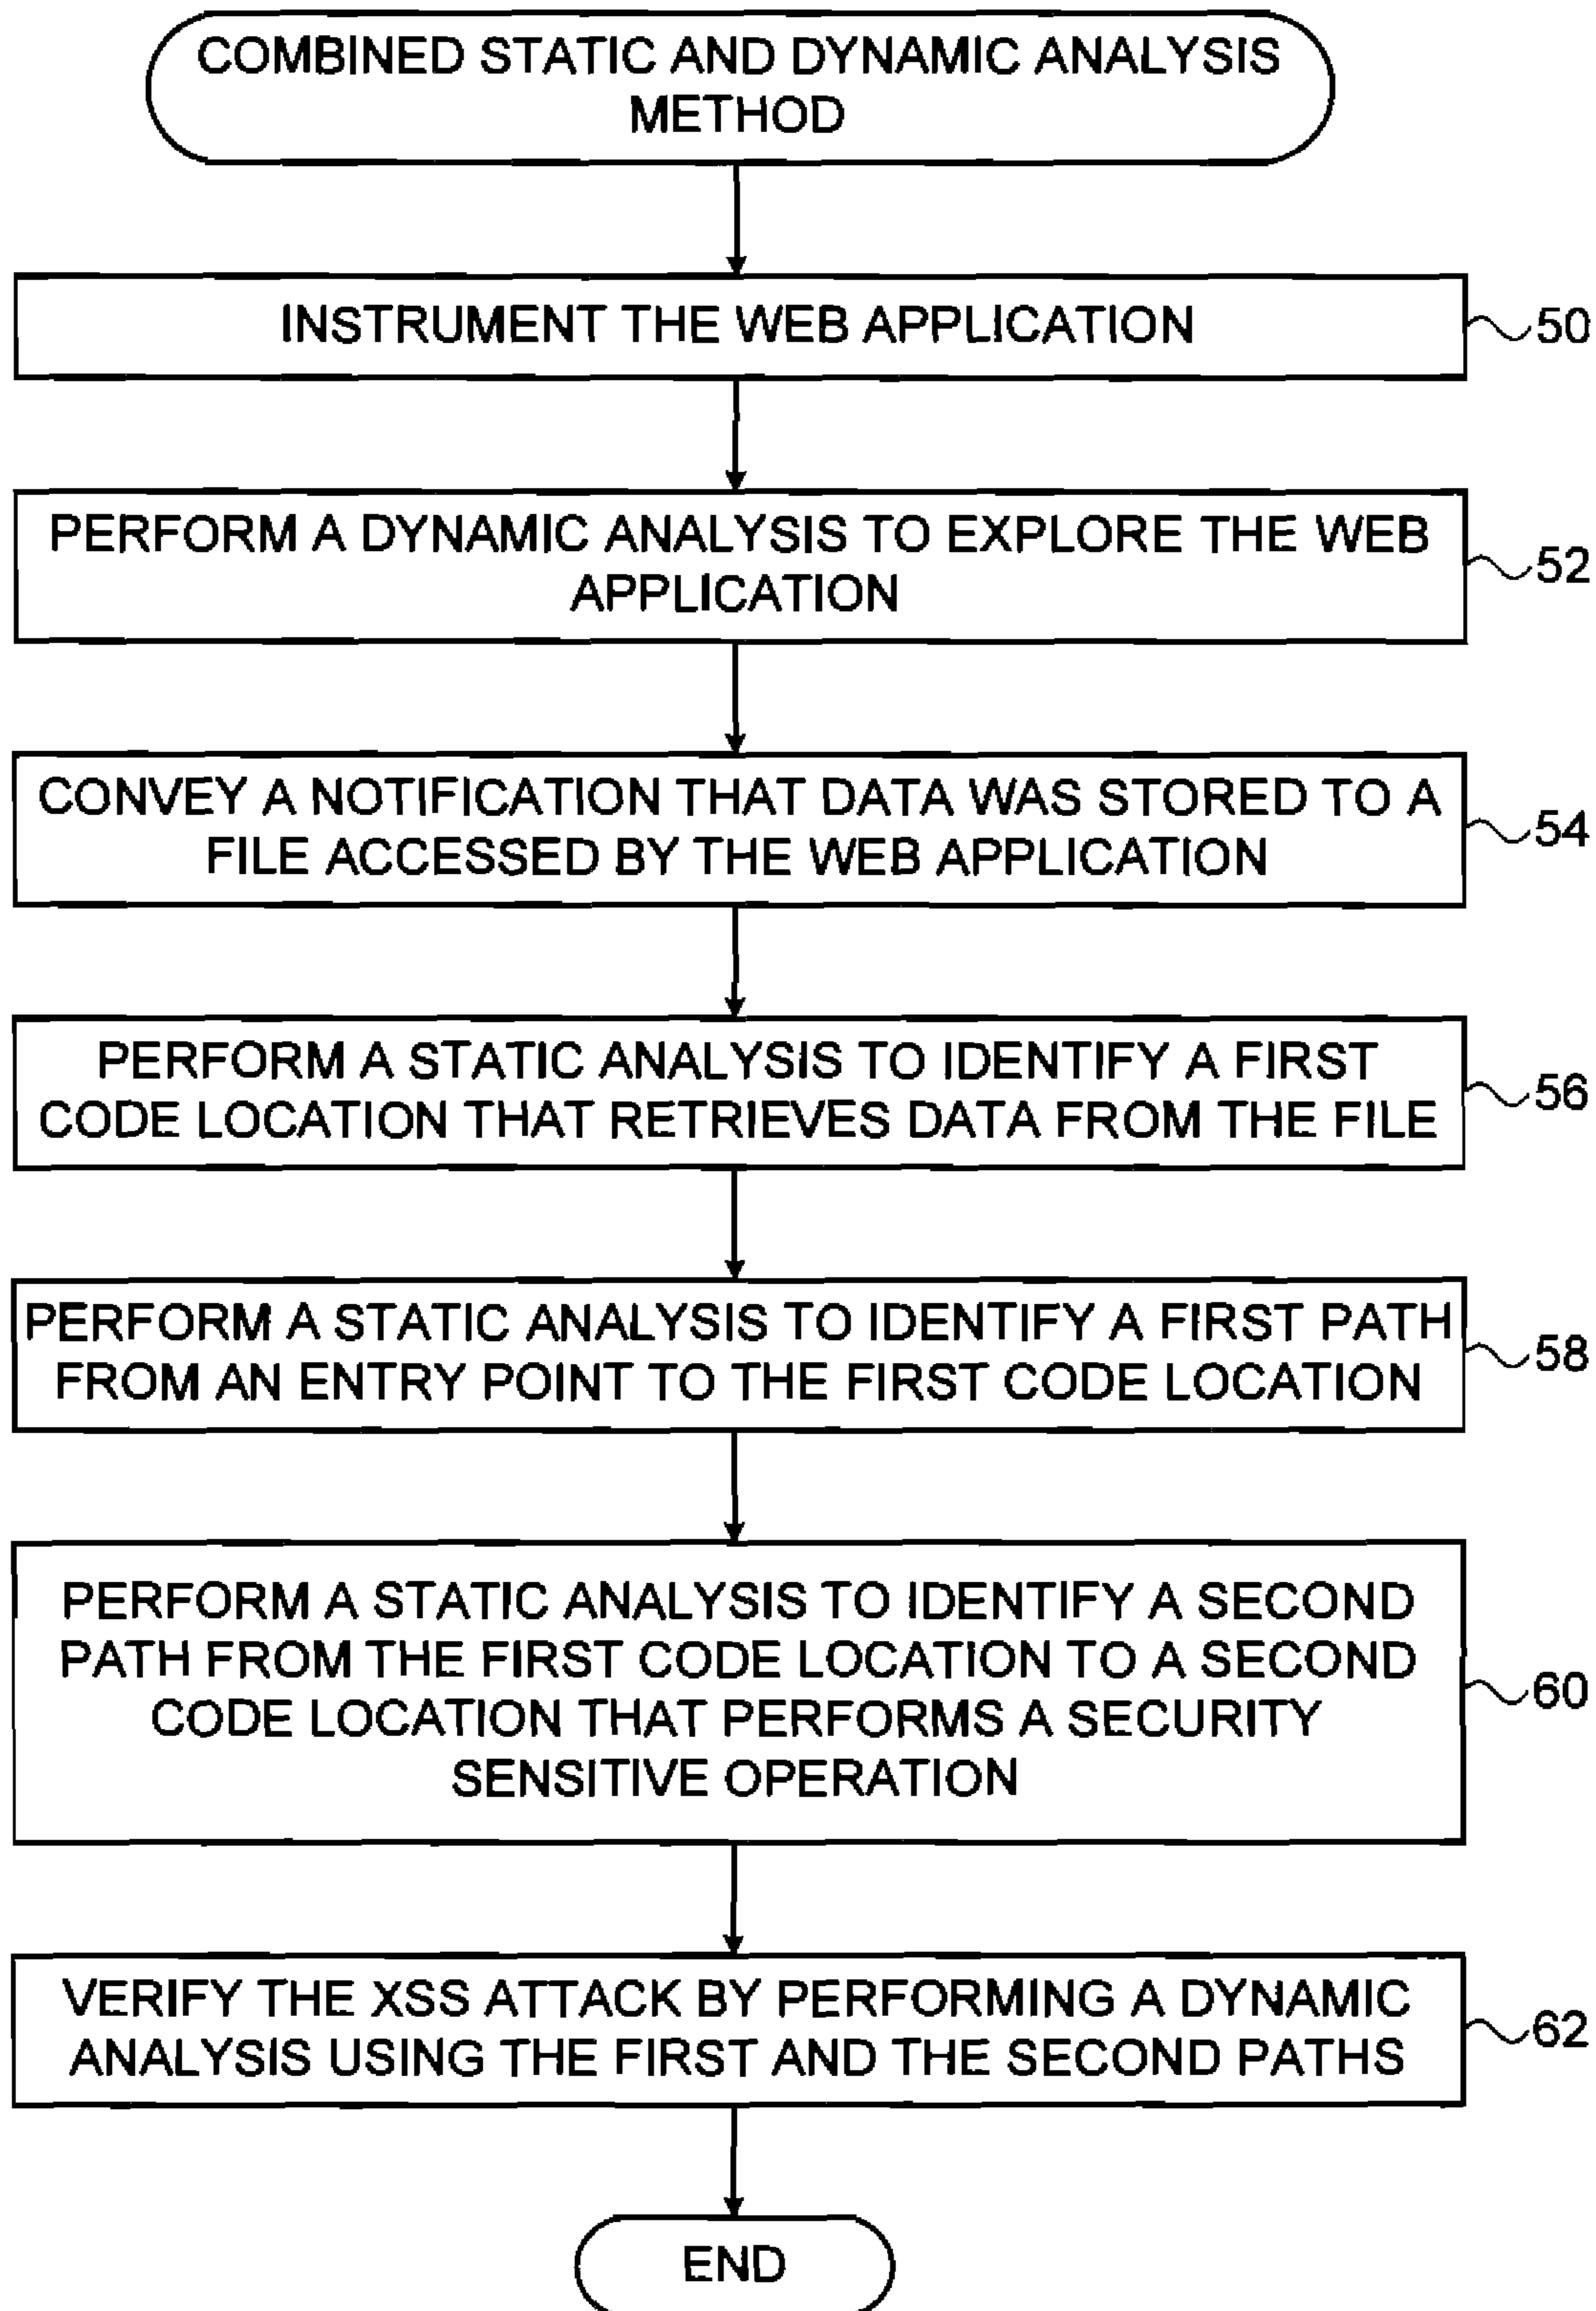 COMBINED STATIC AND DYNAMIC ANALYSIS
METHOD
INSTRUMENT THE WEB APPLICATION
50
PERFORM A DYNAMIC ANALYSIS TO EXPLORE THE WEB
APPLICATION
52
CONVEY A NOTIFICATION THAT DATA WAS STORED TO A
FILE ACCESSED BY THE WEB APPLICATION
54
PERFORM A STATIC ANALYSIS TO IDENTIFY A FIRST
CODE LOCATION THAT RETRIEVES DATA FROM THE FILE
56
PERFORM A STATIC ANALYSIS TO IDENTIFY A FIRST PATH
FROM AN ENTRY POINT TO THE FIRST CODE LOCATION
58
PERFORM A STATIC ANALYSIS TO IDENTIFY A SECOND
PATH FROM THE FIRST CODE LOCATION TO A SECOND
CODE LOCATION THAT PERFORMS A SECURITY
SENSITIVE OPERATION
60
VERIFY THE XSS ATTACK BY PERFORMING A DYNAMIC
ANALYSIS USING THE FIRST AND THE SECOND PATHS
62
END